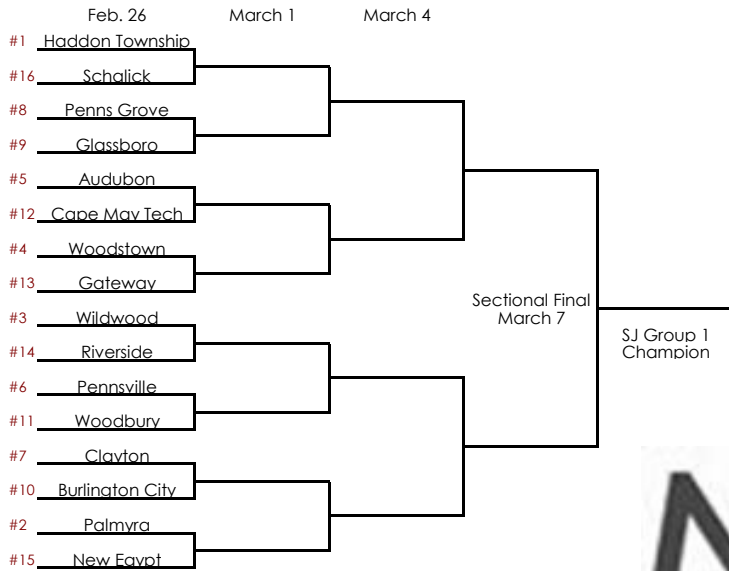 Feb. 26 March 1 March 4
#1 Haddon Township
#16 Schalick
#8 Penns Grove
#9 Glassboro
#5 Audubon
#12 Cape May Tech
#4 Woodstown
#13 Gateway
#3 Wildwood
#14 Riverside
#6 Pennsville
#11 Woodbury
#7 Clayton
#10 Burlington City
#2 Palmyra
#15 New Egypt
Sectional Final
March 7
SJ Group 1
Champion